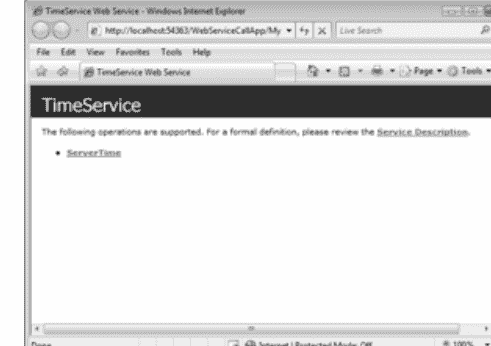 TimeService Web Service - Windows Internet Explorer
http://localhost:54363/WebServiceCallApp/My Live Search
File Edit View Favorites Tools Help
TimeService Web Service Page Tools
TimeService
The following operations are supported. For a formal definition, please review the Service Description.
ServerTime
Done Internet | Protected Mode: Off 100%